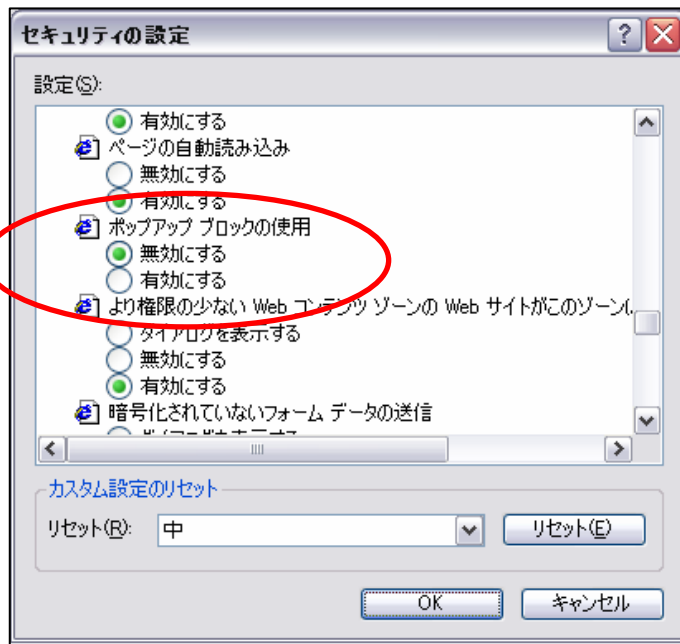 セキュリティの設定
設定(S):
有効にする
ページの自動読み込み
無効にする
有効にする
ポップアップ ブロックの使用
無効にする
有効にする
より権限の少ない Web コンテンツ ゾーンの Web サイトがこのゾーンに
ダイアログを表示する
無効にする
有効にする
暗号化されていないフォーム データの送信
カスタム設定のリセット
リセット(R):
中
リセット(E)
OK
キャンセル